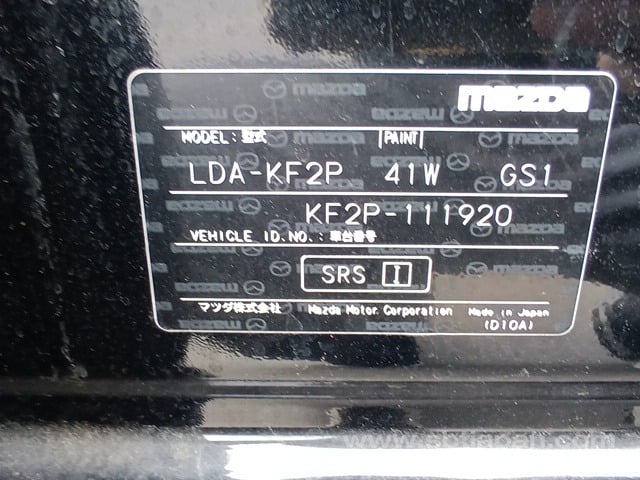 mazda
MODEL:型式 PAINT
LDA-KF2P 41W GS1
KF2P-111920
VEHICLE ID.NO.:車台番号
SRS I
マツダ株式会社 Mazda Motor Corporation Made in Japan
(D10A)